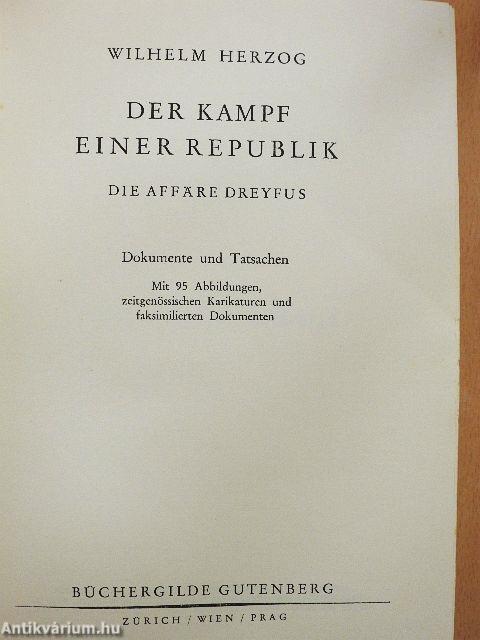 WILHELM HERZOG
DER KAMPF
EINER REPUBLIK
DIE AFFÄRE DREYFUS
Dokumente und Tatsachen
Mit 95 Abbildungen,
zeitgenössischen Karikaturen und
faksimilierten Dokumenten
BÜCHERGILDE GUTENBERG
ZÜRICH / WIEN / PRAG
Antikvárium.hu